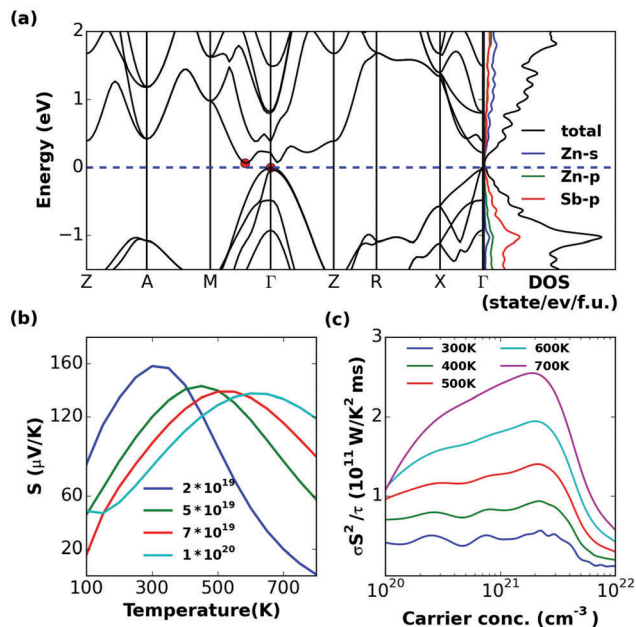 (a)
2
1
0
−1
Energy (eV)
total
Zn-s
Zn-p
Sb-p
Z A M Γ Z R X Γ DOS
(state/ev/f.u.)
(b)
160
120
60
20
S (μV/K)
2*10^19
5*10^19
7*10^19
1*10^20
100 300 500 700
Temperature(K)
(c)
3
2
1
0
σS²/τ (10^11 W/K² ms)
300K 600K
400K 700K
500K
10^20 10^21 10^22
Carrier conc. (cm^-3)